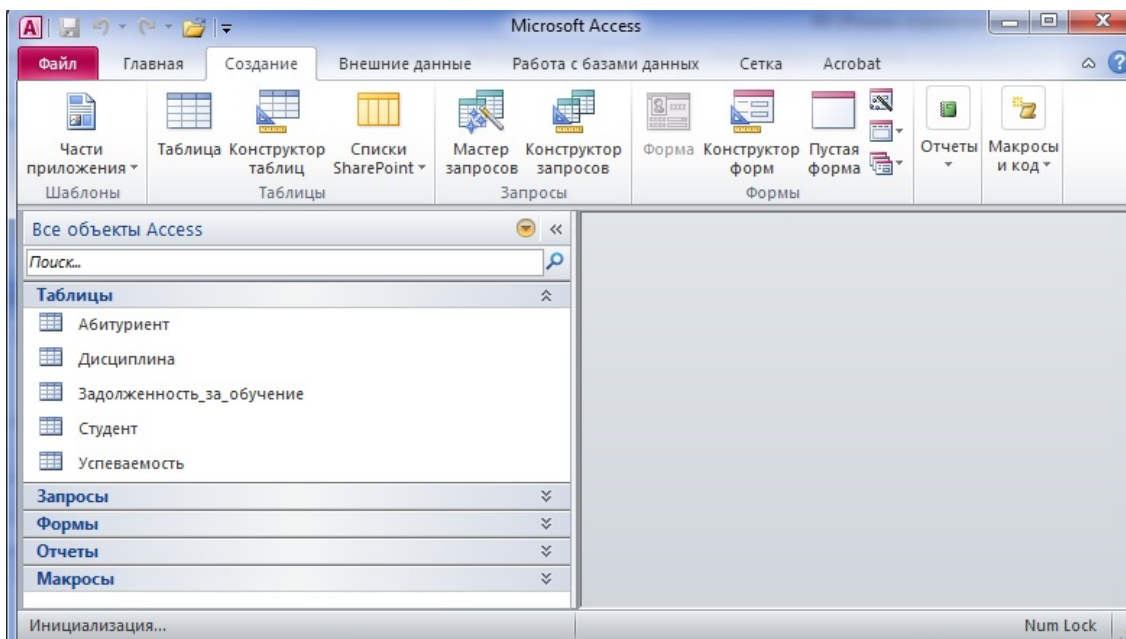 Microsoft Access
Файл Главная Создание Внешние данные Работа с базами данных Сетка Acrobat
Части приложения
Таблица
Конструктор таблиц
Списки SharePoint
Мастер запросов
Конструктор запросов
Форма
Конструктор форм
Пустая форма
Отчеты
Макросы и код
Шаблоны Таблицы Запросы Формы
Все объекты Access
Поиск...
Таблицы
Абитуриент
Дисциплина
Задолженность_за_обучение
Студент
Успеваемость
Запросы
Формы
Отчеты
Макросы
Инициализация... Num Lock